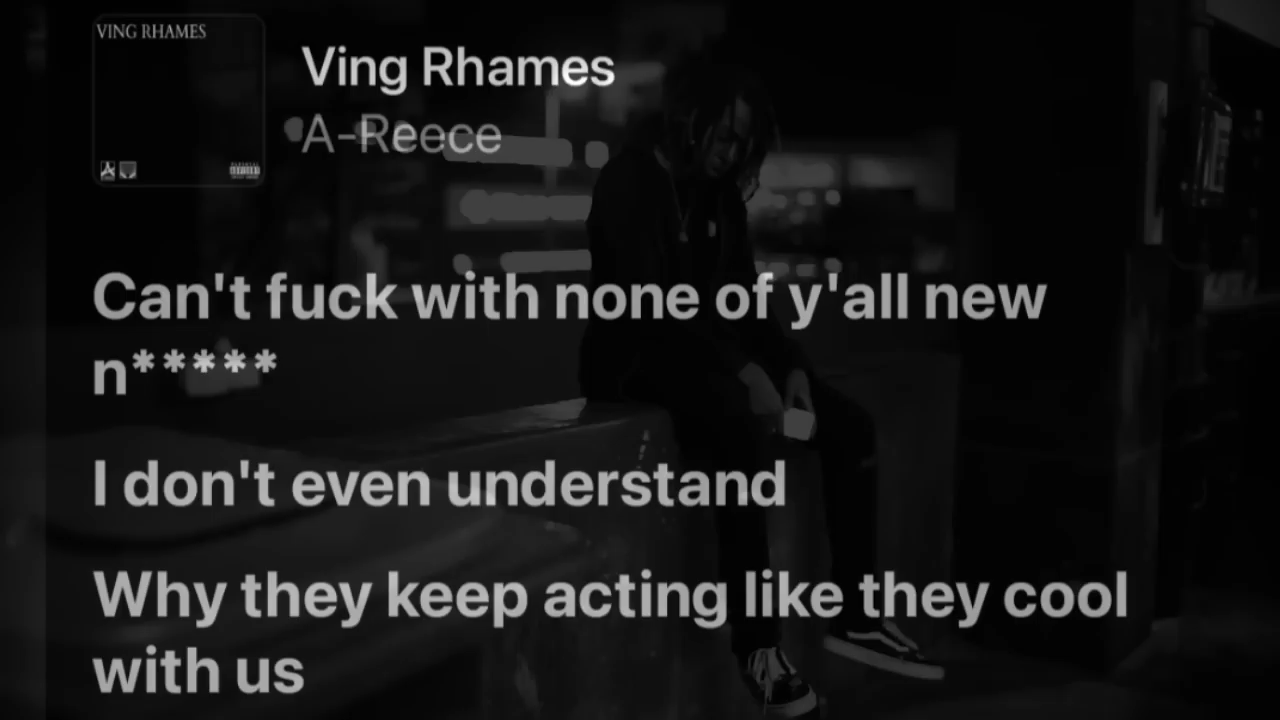 VING RHAMES
Ving Rhames
A-Reece
Can't fuck with none of y'all new
n*****
I don't even understand
Why they keep acting like they cool
with us